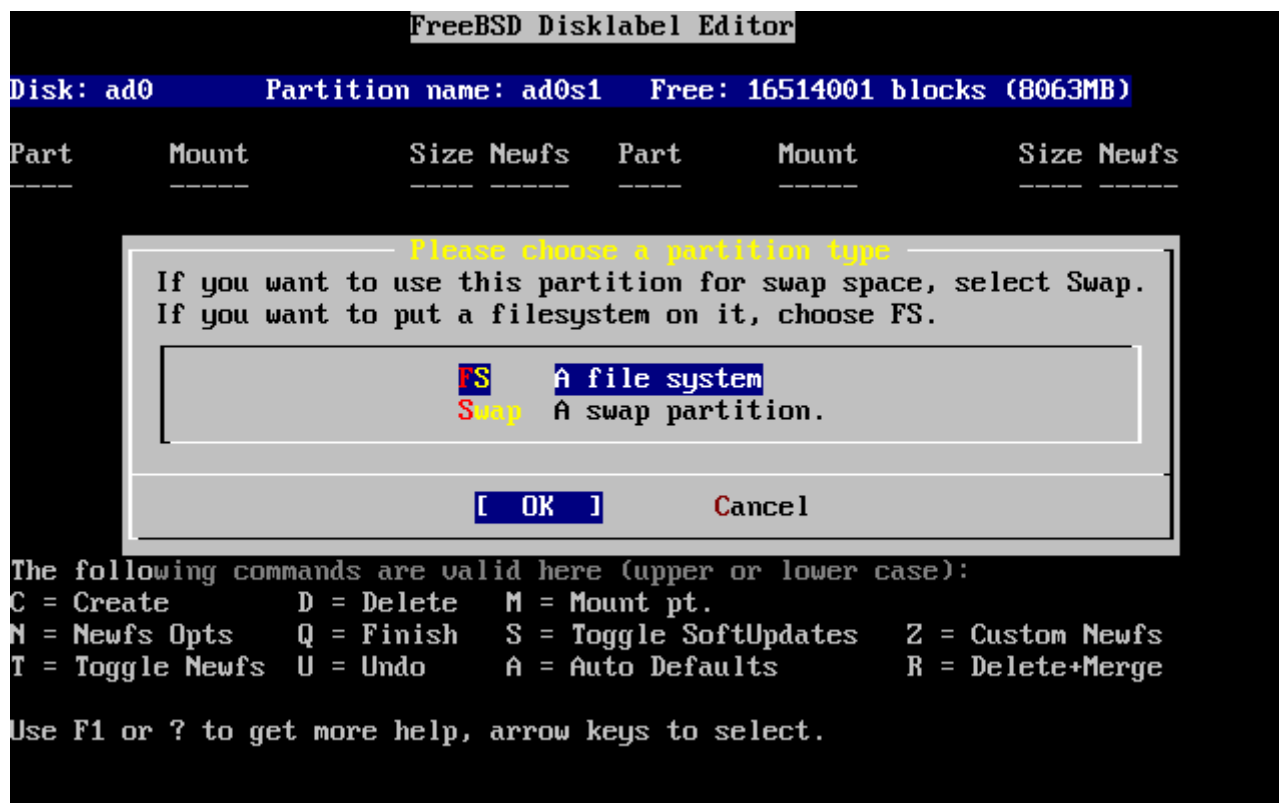 FreeBSD Disklabel Editor
Disk: ad0 Partition name: ad0s1 Free: 16514001 blocks (8063MB)
Part Mount Size Newfs Part Mount Size Newfs
---- ----- ---- ----- ---- ----- ---- -----
Please choose a partition type
If you want to use this partition for swap space, select Swap.
If you want to put a filesystem on it, choose FS.
FS A file system
Swap A swap partition.
[ OK ] Cancel
The following commands are valid here (upper or lower case):
C = Create D = Delete M = Mount pt.
N = Newfs Opts Q = Finish S = Toggle SoftUpdates Z = Custom Newfs
T = Toggle Newfs U = Undo A = Auto Defaults R = Delete+Merge
Use F1 or ? to get more help, arrow keys to select.